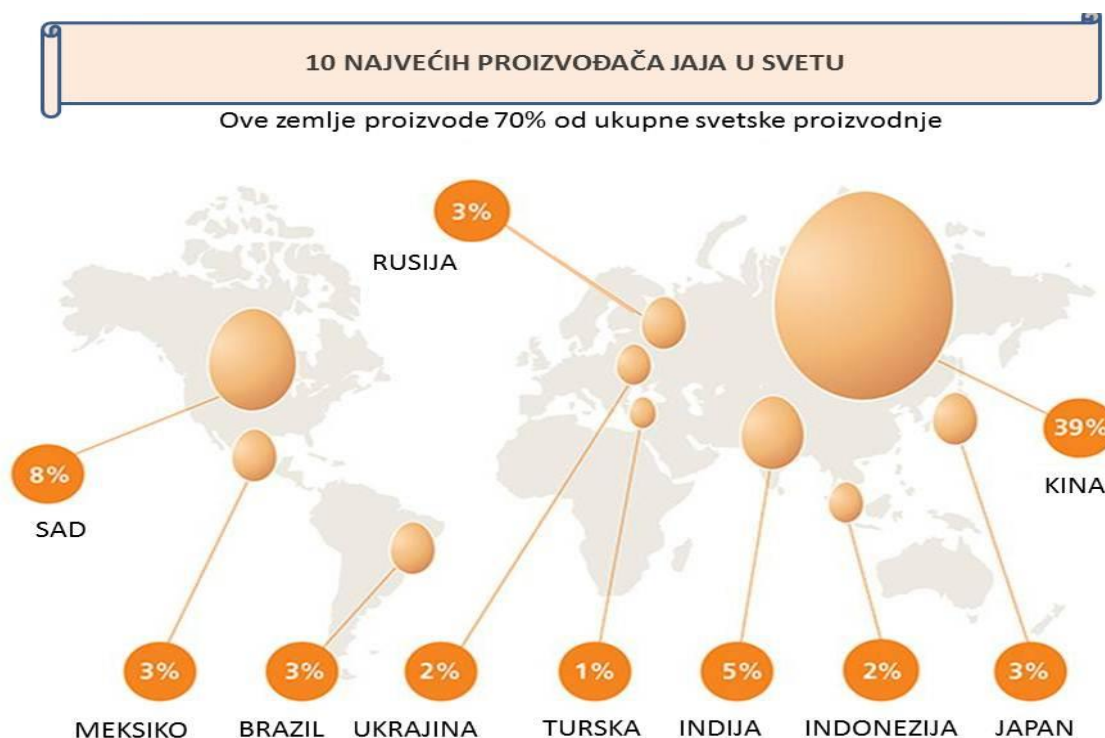 10 NAJVEĆIH PROIZVOĐAČA JAJA U SVETU
Ove zemlje proizvode 70% od ukupne svetske proizvodnje
3%
RUSIJA
39%
KINA
8%
SAD
3%
MEKSIKO
3%
BRAZIL
2%
UKRAJINA
1%
TURSKA
5%
INDIJA
2%
INDONEZIJA
3%
JAPAN